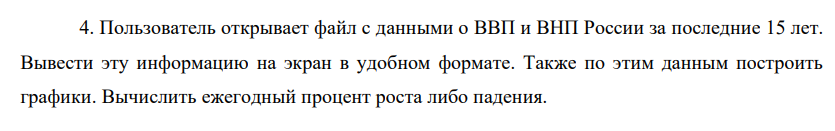 4. Пользователь открывает файл с данными о ВВП и ВНП России за последние 15 лет.
Вывести эту информацию на экран в удобном формате. Также по этим данным построить
графики. Вычислить ежегодный процент роста либо падения.